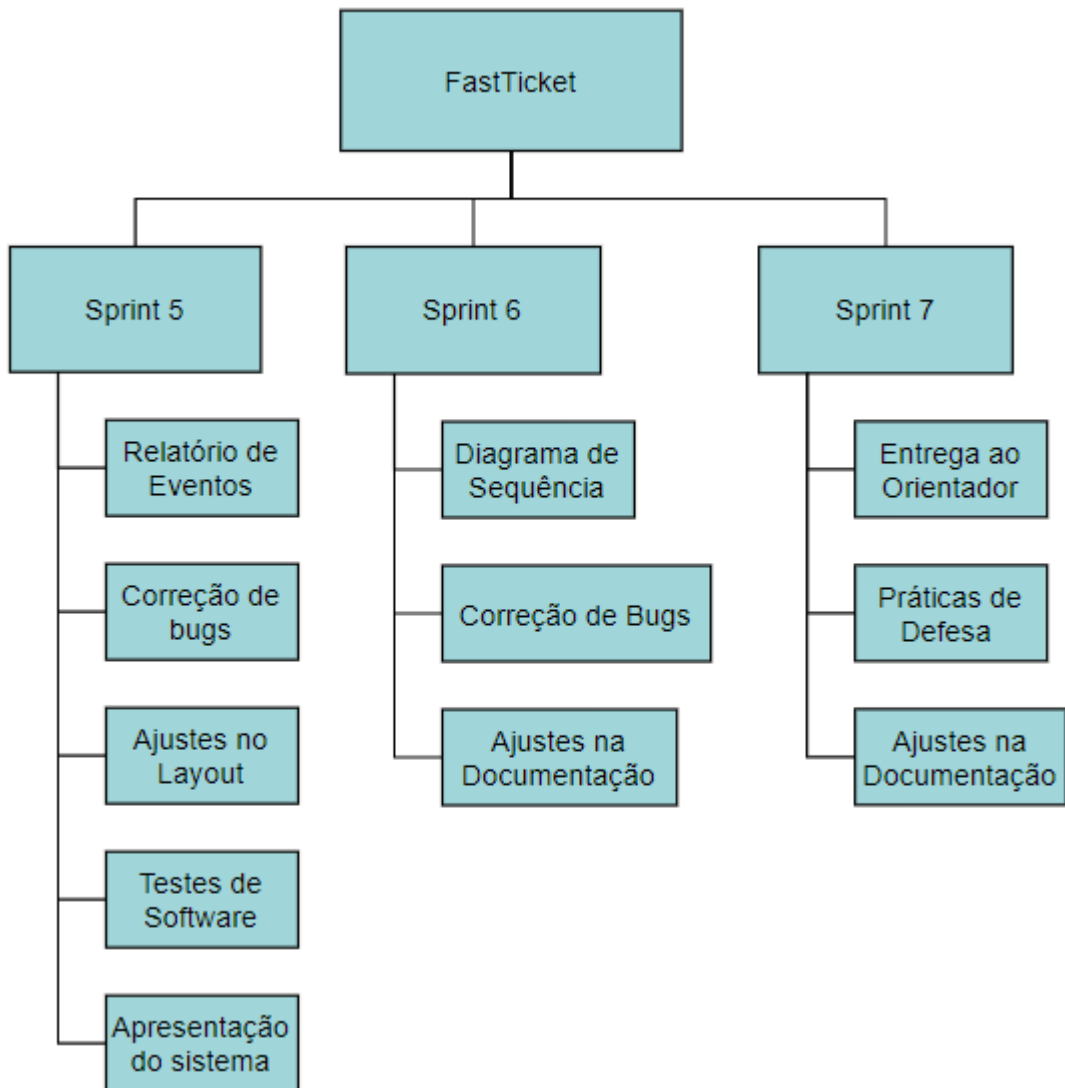 FastTicket
Sprint 5
Sprint 6
Sprint 7
Relatório de
Eventos
Correção de
bugs
Ajustes no
Layout
Testes de
Software
Apresentação
do sistema
Diagrama de
Sequência
Correção de Bugs
Ajustes na
Documentação
Entrega ao
Orientador
Práticas de
Defesa
Ajustes na
Documentação